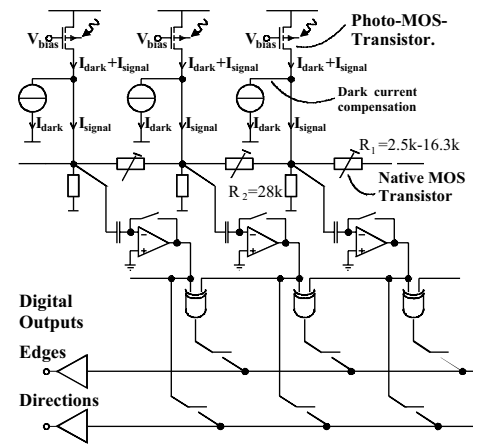 Photo-MOS-
Transistor.
V_bias V_bias V_bias
I_dark+I_signal I_dark+I_signal I_dark+I_signal
Dark current
compensation
I_dark I_signal I_dark I_signal I_dark I_signal
R_1=2.5k-16.3k
Native MOS
Transistor
R_2=28k
− − −
+ + +
Digital
Outputs
Edges
Directions